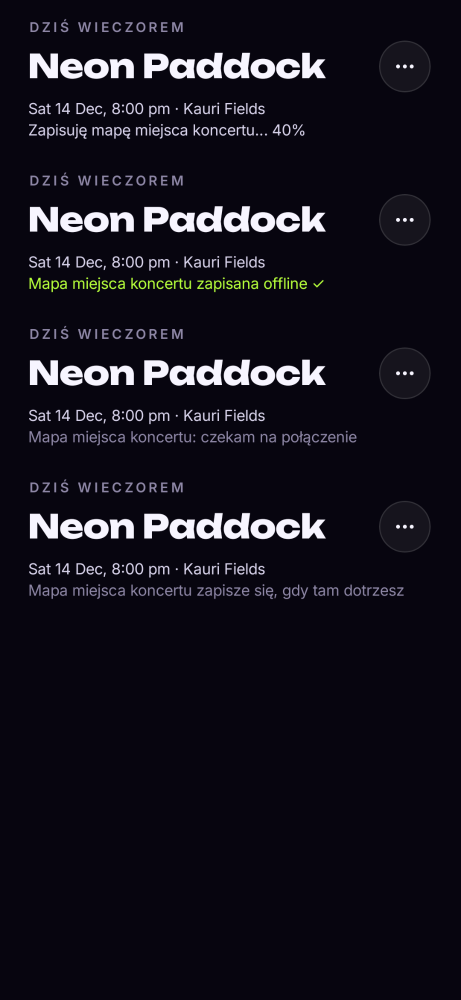 DZIŚ WIECZOREM
Neon Paddock
Sat 14 Dec, 8:00 pm · Kauri Fields
Zapisuję mapę miejsca koncertu... 40%
DZIŚ WIECZOREM
Neon Paddock
Sat 14 Dec, 8:00 pm · Kauri Fields
Mapa miejsca koncertu zapisana offline ✓
DZIŚ WIECZOREM
Neon Paddock
Sat 14 Dec, 8:00 pm · Kauri Fields
Mapa miejsca koncertu: czekam na połączenie
DZIŚ WIECZOREM
Neon Paddock
Sat 14 Dec, 8:00 pm · Kauri Fields
Mapa miejsca koncertu zapisze się, gdy tam dotrzesz